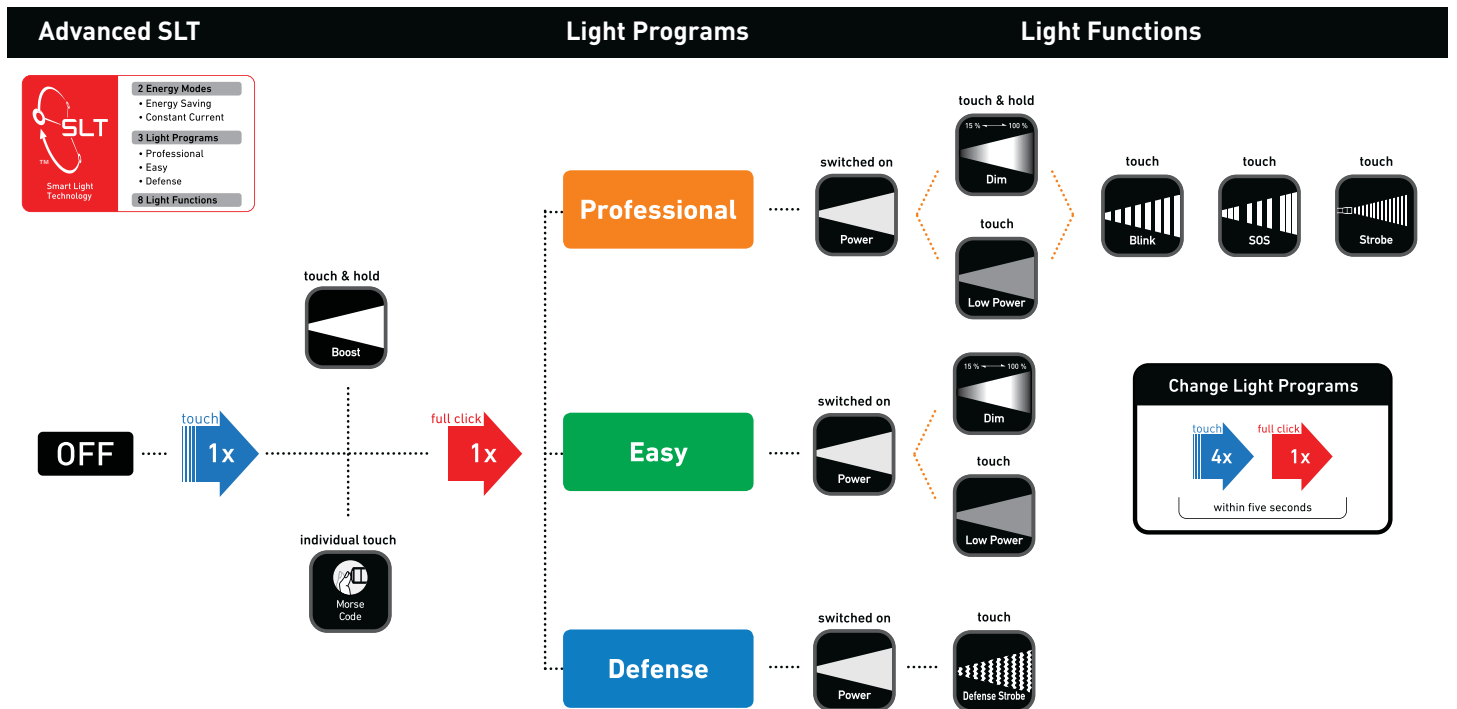 Advanced SLT
Light Programs
Light Functions
SLT
TM
Smart Light
Technology
2 Energy Modes
• Energy Saving
• Constant Current
3 Light Programs
• Professional
• Easy
• Defense
8 Light Functions
OFF
touch
1x
touch & hold
Boost
individual touch
Morse
Code
full click
1x
Professional
switched on
Power
touch & hold
15 % 100 %
Dim
touch
Low Power
touch
Blink
touch
SOS
touch
Strobe
Easy
switched on
Power
15 % 100 %
Dim
touch
Low Power
Defense
switched on
Power
touch
Defense Strobe
Change Light Programs
touch
4x
full click
1x
within five seconds